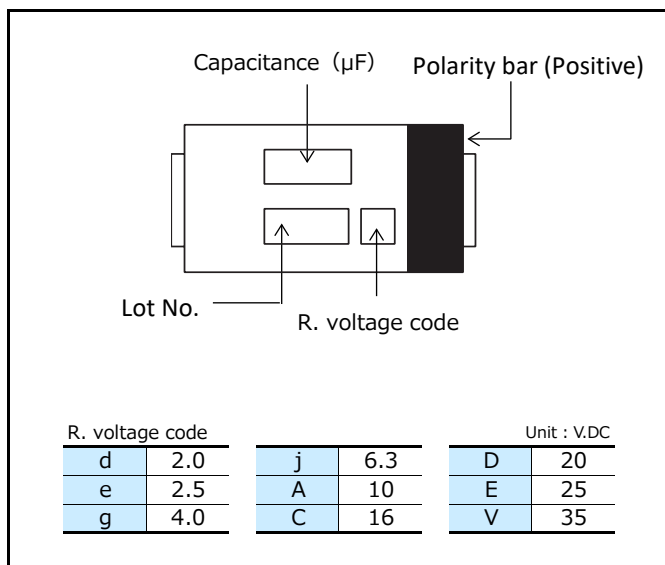 Capacitance（μF）
Polarity bar (Positive)
Lot No.
R. voltage code
R. voltage code
Unit : V.DC
d 2.0 j 6.3 D 20
e 2.5 A 10 E 25
g 4.0 C 16 V 35